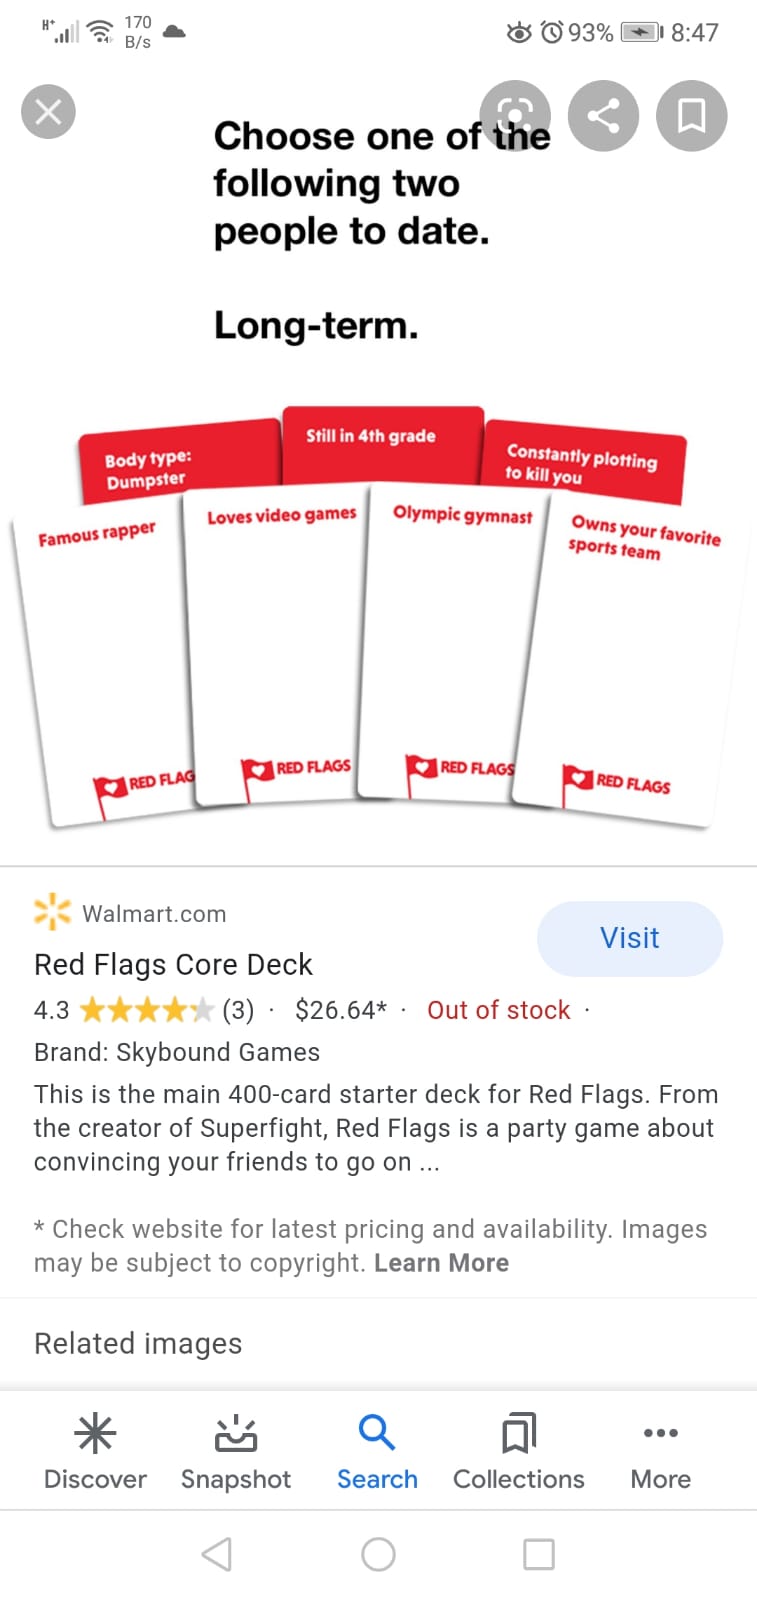 H+
170
B/s
93%
8:47
Choose one of the
following two
people to date.
Long-term.
Body type:
Dumpster
Still in 4th grade
Constantly plotting
to kill you
Famous rapper
Loves video games
Olympic gymnast
Owns your favorite
sports team
RED FLAG
RED FLAGS
RED FLAGS
RED FLAGS
Walmart.com
Visit
Red Flags Core Deck
4.3 (3) · $26.64* · Out of stock ·
Brand: Skybound Games
This is the main 400-card starter deck for Red Flags. From
the creator of Superfight, Red Flags is a party game about
convincing your friends to go on ...
* Check website for latest pricing and availability. Images
may be subject to copyright. Learn More
Related images
Discover
Snapshot
Search
Collections
More